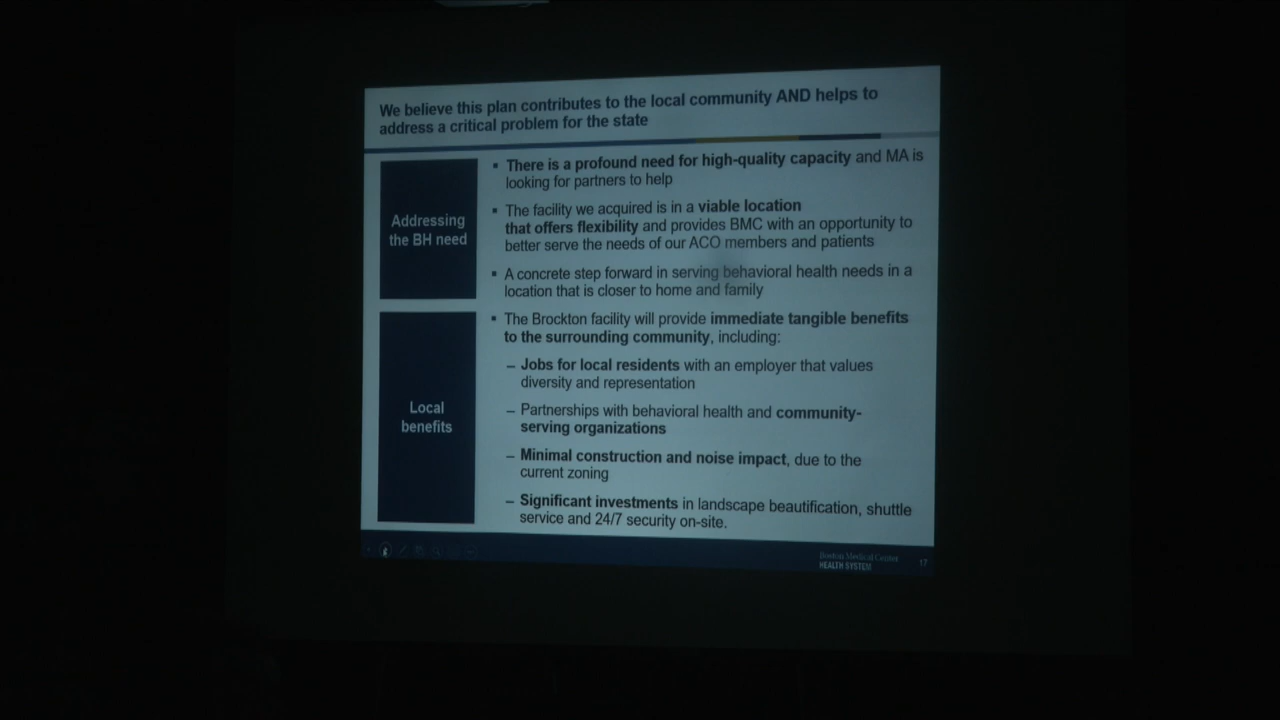 We believe this plan contributes to the local community AND helps to
address a critical problem for the state
Addressing
the BH need
▪ There is a profound need for high-quality capacity and MA is
looking for partners to help
▪ The facility we acquired is in a viable location
that offers flexibility and provides BMC with an opportunity to
better serve the needs of our ACO members and patients
▪ A concrete step forward in serving behavioral health needs in a
location that is closer to home and family
Local
benefits
▪ The Brockton facility will provide immediate tangible benefits
to the surrounding community, including:
– Jobs for local residents with an employer that values
diversity and representation
– Partnerships with behavioral health and community-
serving organizations
– Minimal construction and noise impact, due to the
current zoning
– Significant investments in landscape beautification, shuttle
service and 24/7 security on-site.
Boston Medical Center
HEALTH SYSTEM
17